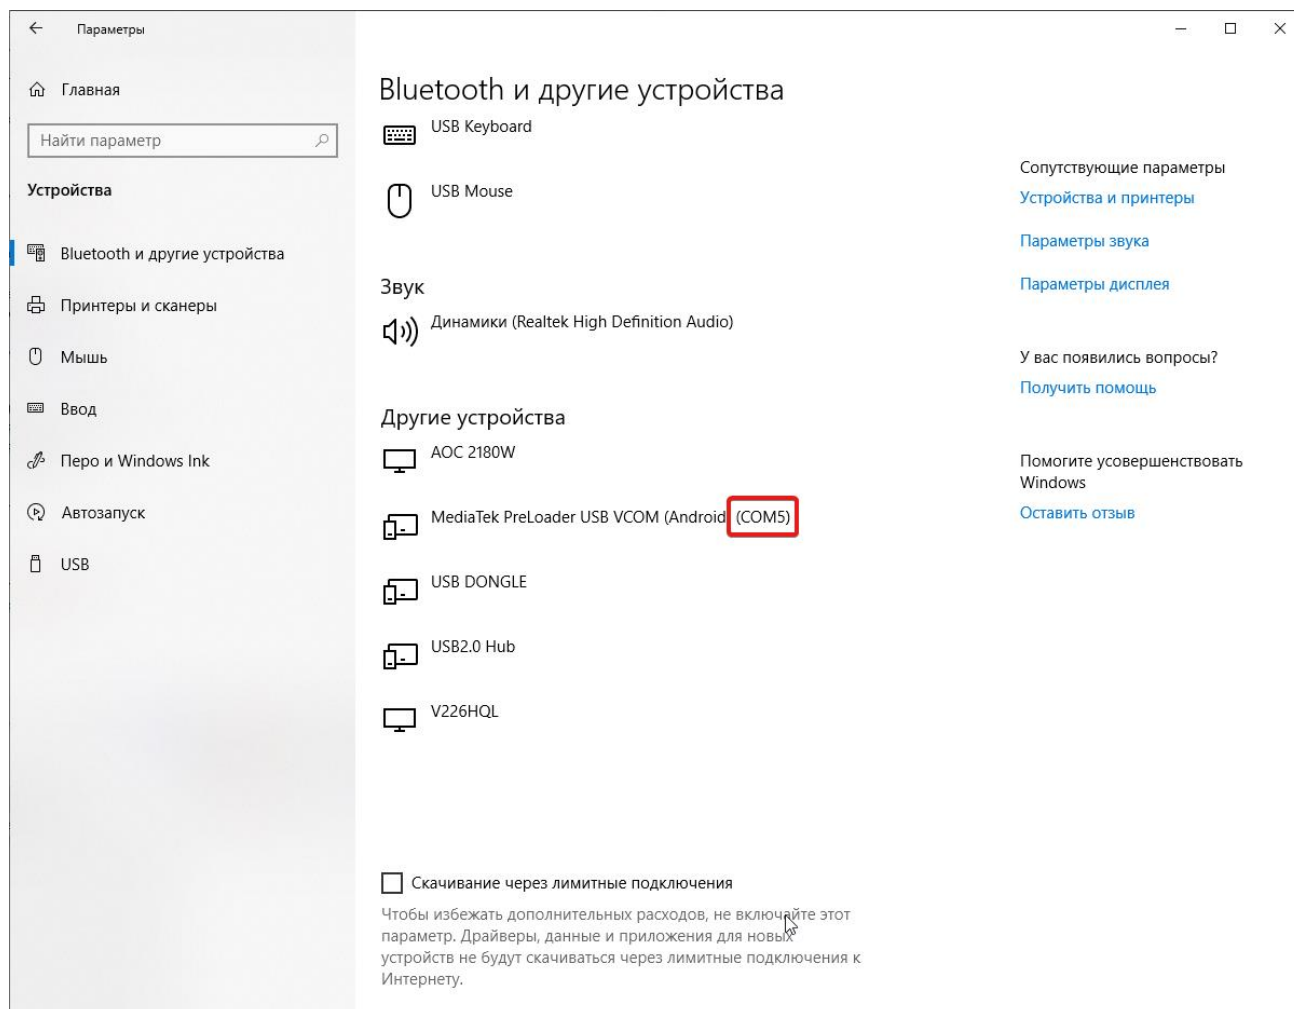 Параметры
Главная
Найти параметр
Устройства
Bluetooth и другие устройства
Принтеры и сканеры
Мышь
Ввод
Перо и Windows Ink
Автозапуск
USB
Bluetooth и другие устройства
USB Keyboard
USB Mouse
Звук
Динамики (Realtek High Definition Audio)
Другие устройства
AOC 2180W
MediaTek PreLoader USB VCOM (Android (COM5)
USB DONGLE
USB2.0 Hub
V226HQL
Скачивание через лимитные подключения
Чтобы избежать дополнительных расходов, не включайте этот
параметр. Драйверы, данные и приложения для новых
устройств не будут скачиваться через лимитные подключения к
Интернету.
Сопутствующие параметры
Устройства и принтеры
Параметры звука
Параметры дисплея
У вас появились вопросы?
Получить помощь
Помогите усовершенствовать
Windows
Оставить отзыв